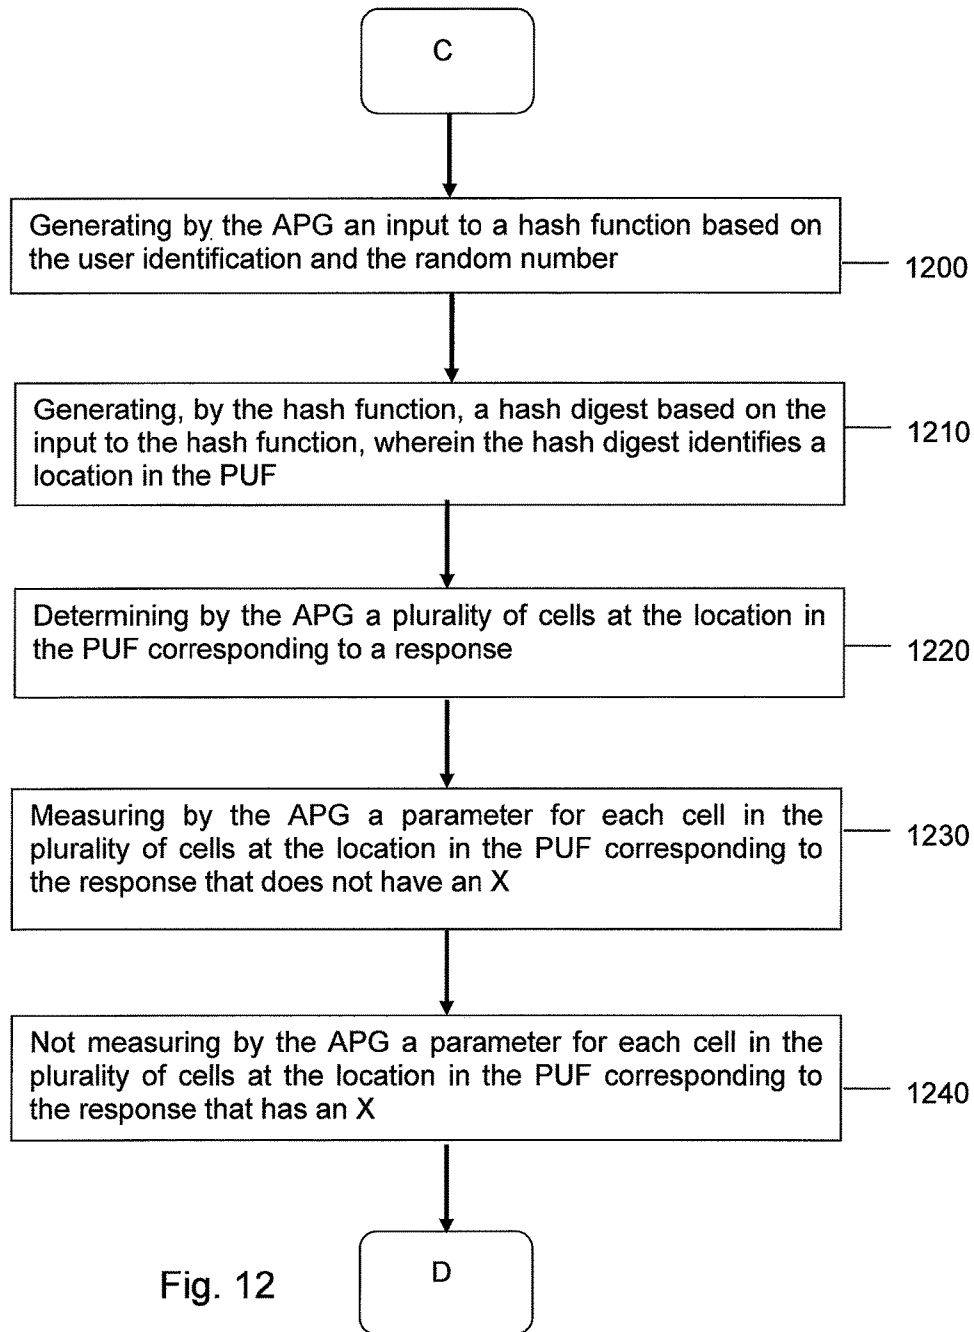 C
Generating by the APG an input to a hash function based on
the user identification and the random number
1200
Generating, by the hash function, a hash digest based on the
input to the hash function, wherein the hash digest identifies a
location in the PUF
1210
Determining by the APG a plurality of cells at the location in
the PUF corresponding to a response
1220
Measuring by the APG a parameter for each cell in the
plurality of cells at the location in the PUF corresponding to
the response that does not have an X
1230
Not measuring by the APG a parameter for each cell in the
plurality of cells at the location in the PUF corresponding to
the response that has an X
1240
D
Fig. 12